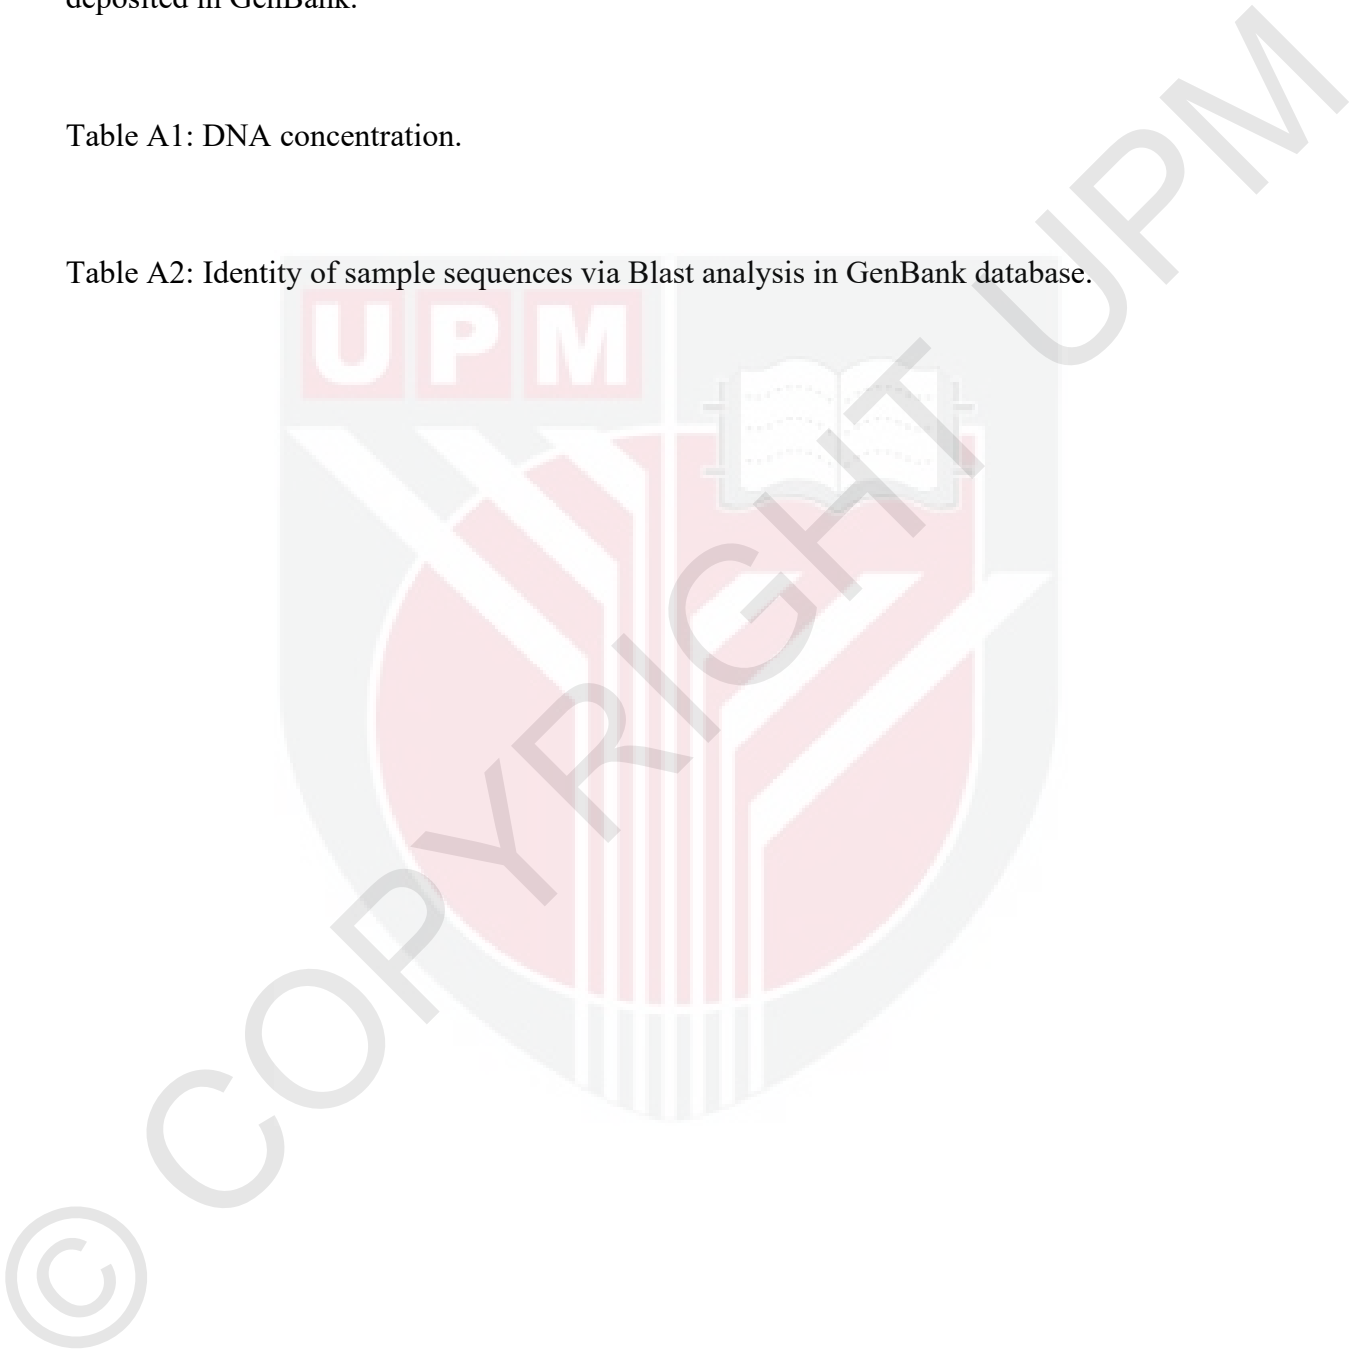 deposited in GenBank.
Table A1: DNA concentration.
Table A2: Identity of sample sequences via Blast analysis in GenBank database.
UPM
© COPYRIGHT UPM